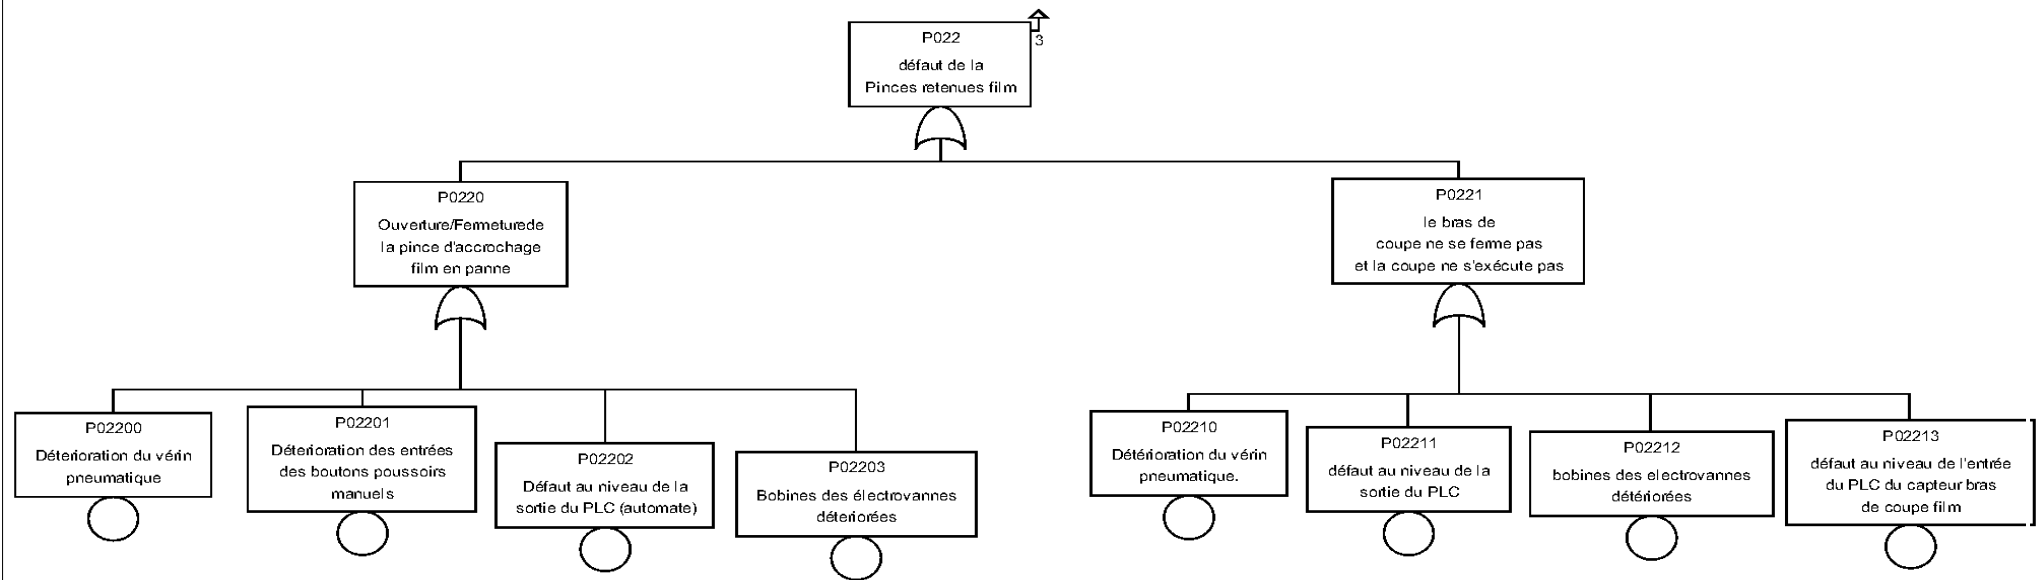 P022
défaut de la
Pinces retenues film
3
P0220
Ouverture/Fermeturede
la pince d'accrochage
film en panne
P0221
le bras de
coupe ne se ferme pas
et la coupe ne s'exécute pas
P02200
Déterioration du vérin
pneumatique
P02201
Déterioration des entrées
des boutons poussoirs
manuels
P02202
Défaut au niveau de la
sortie du PLC (automate)
P02203
Bobines des électrovannes
déteriorées
P02210
Détérioration du vérin
pneumatique.
P02211
défaut au niveau de la
sortie du PLC
P02212
bobines des electrovannes
détériorées
P02213
défaut au niveau de l'entrée
du PLC du capteur bras
de coupe film